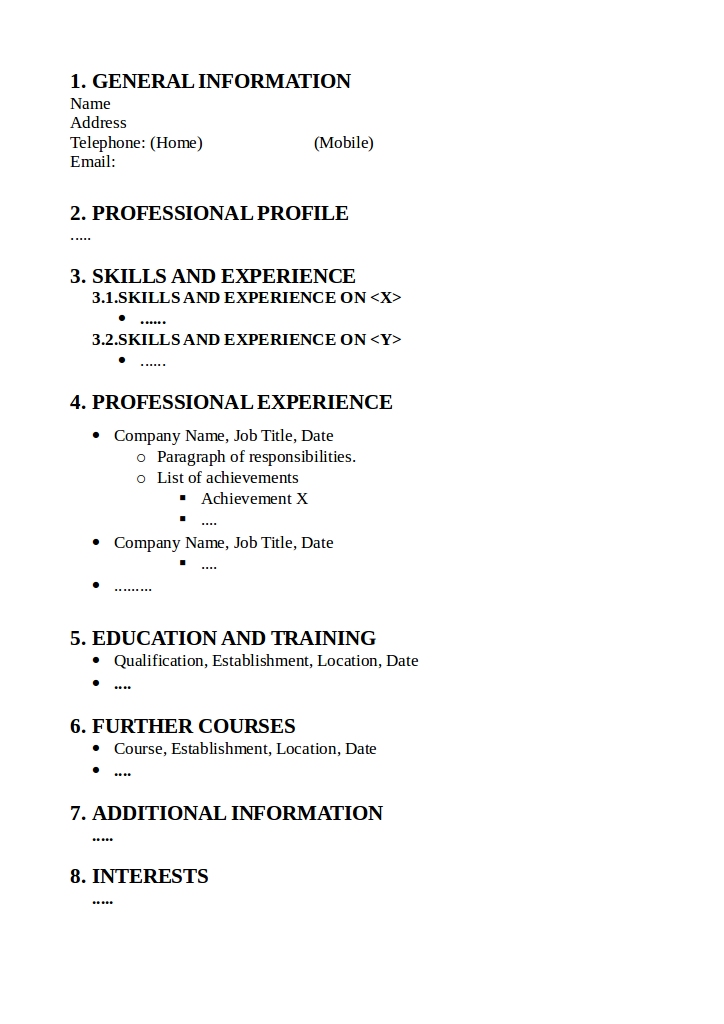 1. GENERAL INFORMATION
Name
Address
Telephone: (Home) (Mobile)
Email:
2. PROFESSIONAL PROFILE
.....
3. SKILLS AND EXPERIENCE
3.1.SKILLS AND EXPERIENCE ON <X>
• ......
3.2.SKILLS AND EXPERIENCE ON <Y>
• ......
4. PROFESSIONAL EXPERIENCE
• Company Name, Job Title, Date
o Paragraph of responsibilities.
o List of achievements
▪ Achievement X
▪ ....
• Company Name, Job Title, Date
▪ ....
• .........
5. EDUCATION AND TRAINING
• Qualification, Establishment, Location, Date
• ....
6. FURTHER COURSES
• Course, Establishment, Location, Date
• ....
7. ADDITIONAL INFORMATION
.....
8. INTERESTS
.....